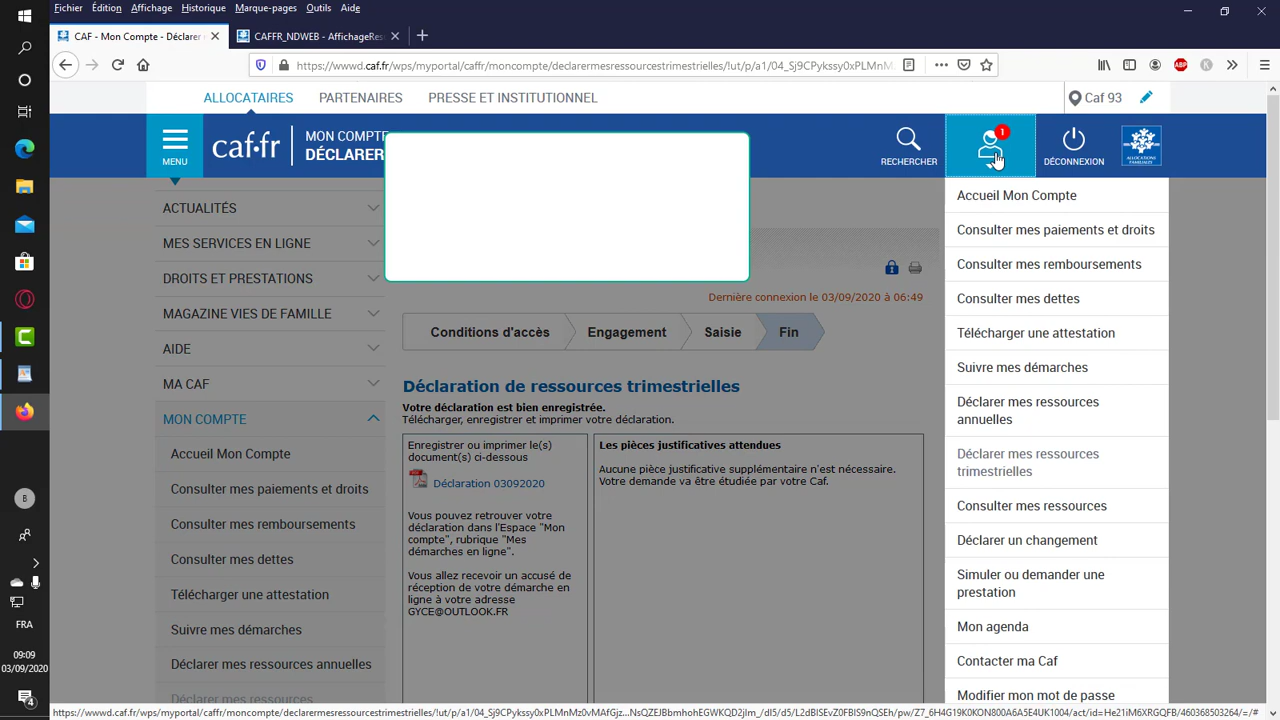 Fichier Édition Affichage Historique Marque-pages Outils Aide
CAF - Mon Compte - Déclarer
CAFFR_NDWEB - AffichageRes
https://wwwd.caf.fr/wps/myportal/caffr/moncompte/declarermesressourcestrimestrielles/!ut/p/a1/04_Sj9CPykssy0xPLMnM
ALLOCATAIRES PARTENAIRES PRESSE ET INSTITUTIONNEL
Caf 93
MENU
caf.fr
MON COMPTE
DÉCLARER
RECHERCHER
1
DÉCONNEXION
ALLOCATIONS
FAMILIALES
ACTUALITÉS
MES SERVICES EN LIGNE
DROITS ET PRESTATIONS
MAGAZINE VIES DE FAMILLE
AIDE
MA CAF
MON COMPTE
Accueil Mon Compte
Consulter mes paiements et droits
Consulter mes remboursements
Consulter mes dettes
Télécharger une attestation
Suivre mes démarches
Déclarer mes ressources annuelles
Déclarer mes ressources
Dernière connexion le 03/09/2020 à 06:49
Conditions d'accès
Engagement
Saisie
Fin
Déclaration de ressources trimestrielles
Votre déclaration est bien enregistrée.
Télécharger, enregistrer et imprimer votre déclaration.
Enregistrer ou imprimer le(s)
document(s) ci-dessous
Déclaration 03092020
Vous pouvez retrouver votre
déclaration dans l'Espace "Mon
compte", rubrique "Mes
démarches en ligne".
Vous allez recevoir un accusé de
réception de votre démarche en
ligne à votre adresse
GYCE@OUTLOOK.FR
Les pièces justificatives attendues
Aucune pièce justificative supplémentaire n'est nécessaire.
Votre demande va être étudiée par votre Caf.
Accueil Mon Compte
Consulter mes paiements et droits
Consulter mes remboursements
Consulter mes dettes
Télécharger une attestation
Suivre mes démarches
Déclarer mes ressources
annuelles
Déclarer mes ressources
trimestrielles
Consulter mes ressources
Déclarer un changement
Simuler ou demander une
prestation
Mon agenda
Contacter ma Caf
Modifier mon mot de passe
ABP
K
B
FRA
09:09
03/09/2020
4